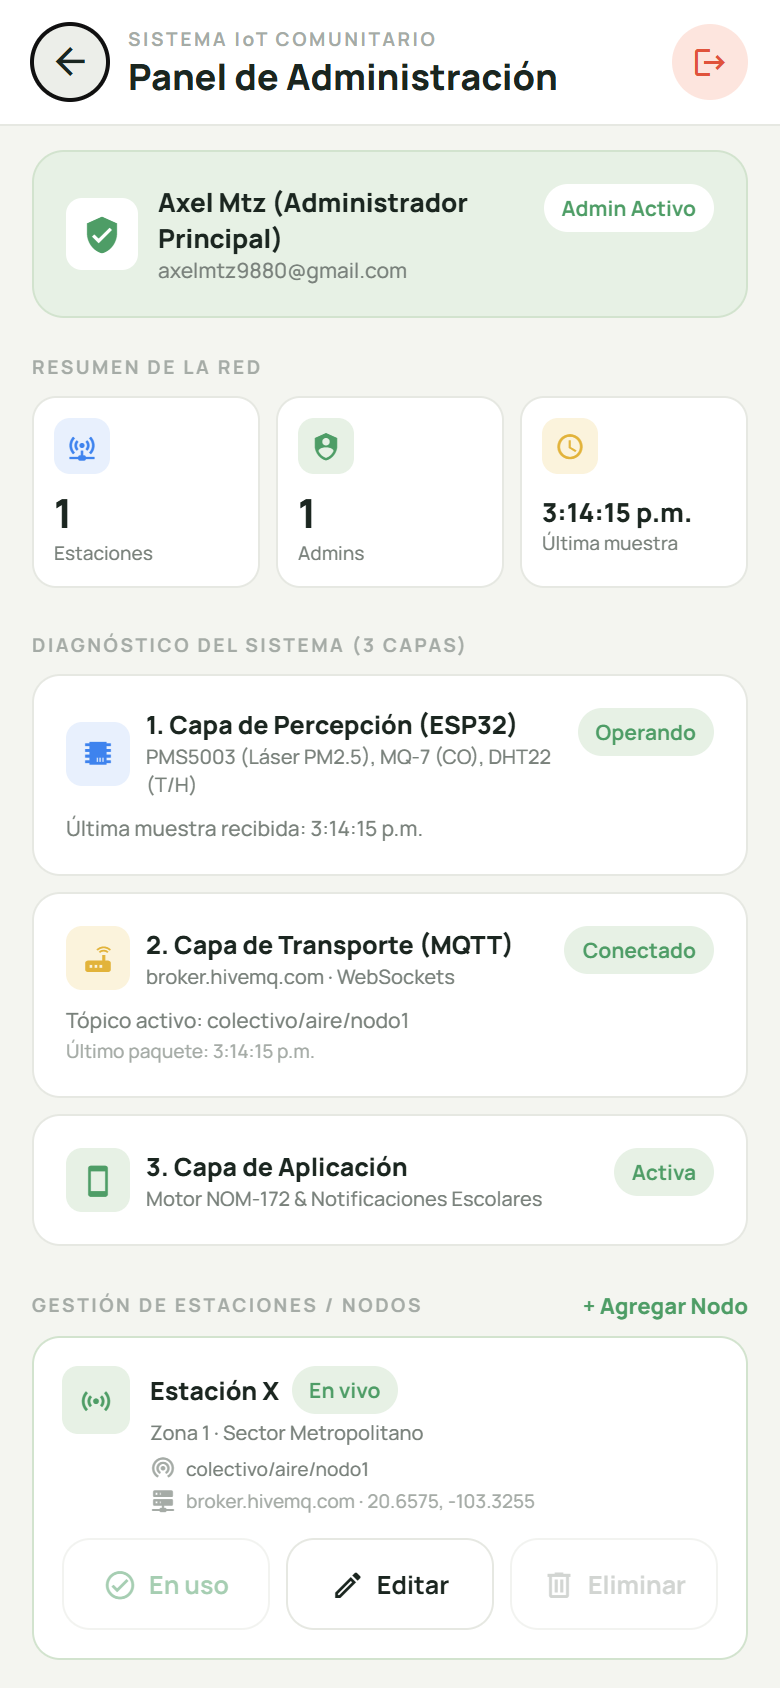 SISTEMA IoT COMUNITARIO
Panel de Administración
Axel Mtz (Administrador
Principal)
Admin Activo
axelmtz9880@gmail.com
RESUMEN DE LA RED
1
Estaciones
1
Admins
3:14:15 p.m.
Última muestra
DIAGNÓSTICO DEL SISTEMA (3 CAPAS)
1. Capa de Percepción (ESP32)
Operando
PMS5003 (Láser PM2.5), MQ-7 (CO), DHT22
(T/H)
Última muestra recibida: 3:14:15 p.m.
2. Capa de Transporte (MQTT)
Conectado
broker.hivemq.com · WebSockets
Tópico activo: colectivo/aire/nodo1
Último paquete: 3:14:15 p.m.
3. Capa de Aplicación
Activa
Motor NOM-172 & Notificaciones Escolares
GESTIÓN DE ESTACIONES / NODOS
+ Agregar Nodo
Estación X
En vivo
Zona 1 · Sector Metropolitano
colectivo/aire/nodo1
broker.hivemq.com · 20.6575, -103.3255
En uso
Editar
Eliminar